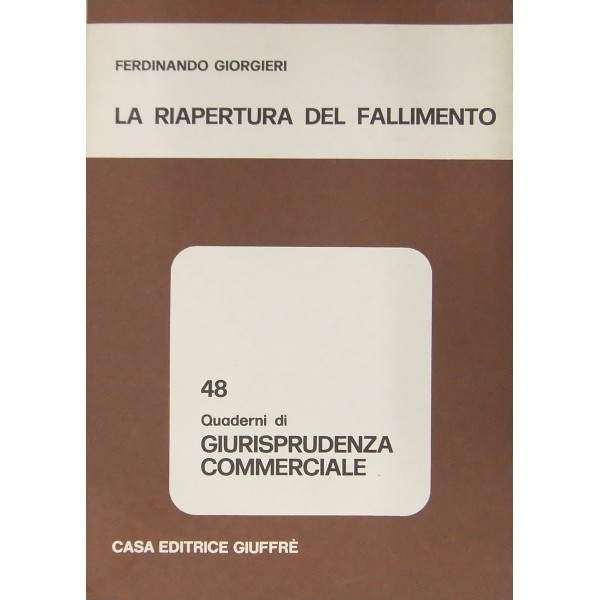 FERDINANDO GIORGIERI
LA RIAPERTURA DEL FALLIMENTO
48
Quaderni di
GIURISPRUDENZA
COMMERCIALE
CASA EDITRICE GIUFFRÈ